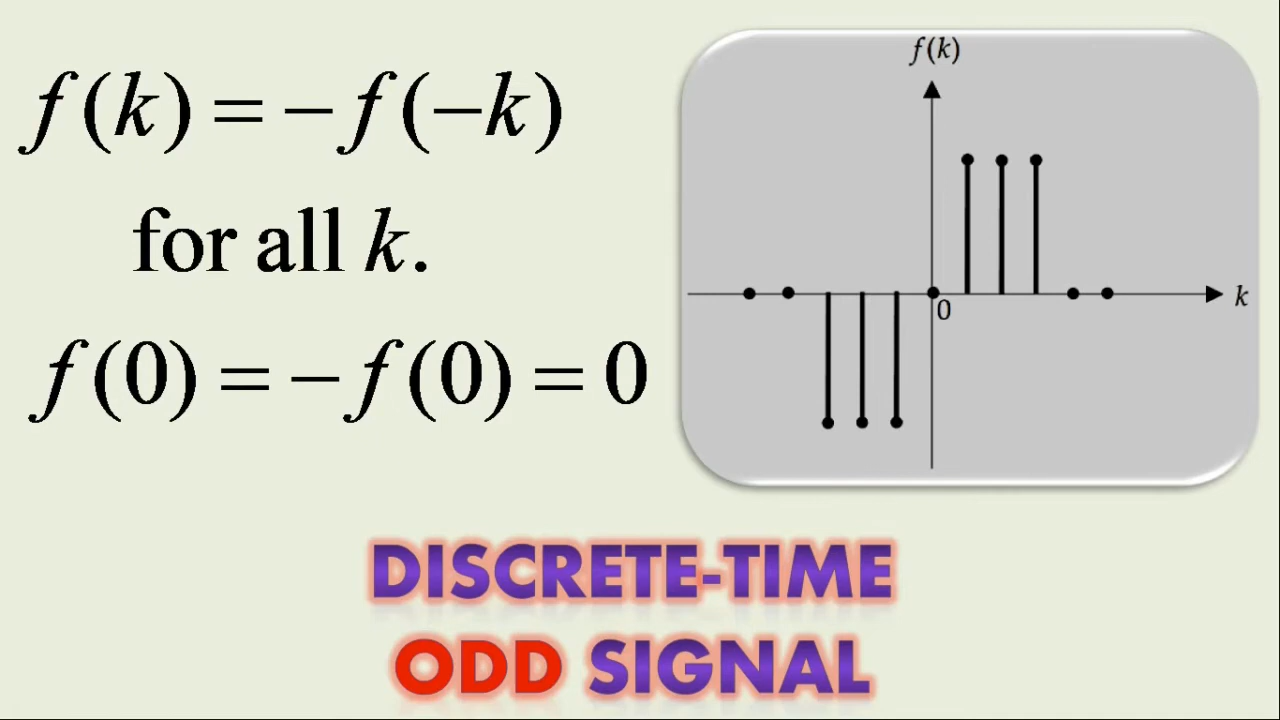 f(k) = −f(−k)
for all k.
f(0) = −f(0) = 0
f(k)
k
0
DISCRETE-TIME
ODD SIGNAL